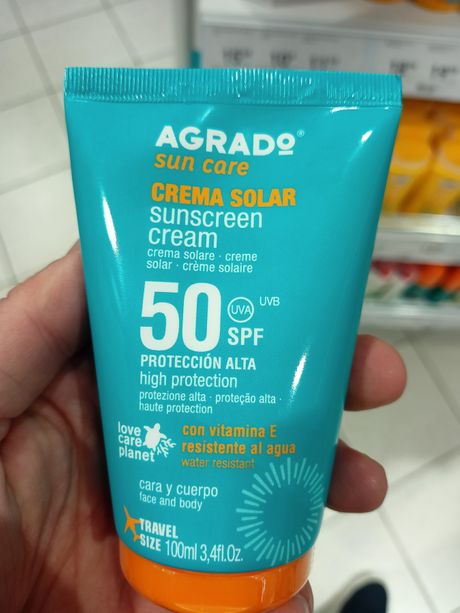 AGRADO®
sun care
CREMA SOLAR
sunscreen
cream
crema solare · creme
solar · crème solaire
50 SPF
UVA UVB
PROTECCIÓN ALTA
high protection
protezione alta · proteção alta ·
haute protection
love
care
planet
con vitamina E
resistente al agua
water resistant
cara y cuerpo
face and body
TRAVEL
SIZE 100ml 3,4fl.Oz.